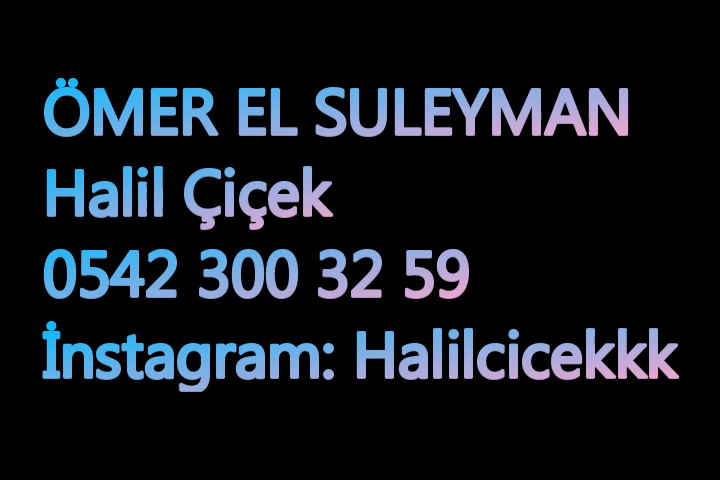 ÖMER EL SULEYMAN
Halil Çiçek
0542 300 32 59
İnstagram: Halilcicekkk